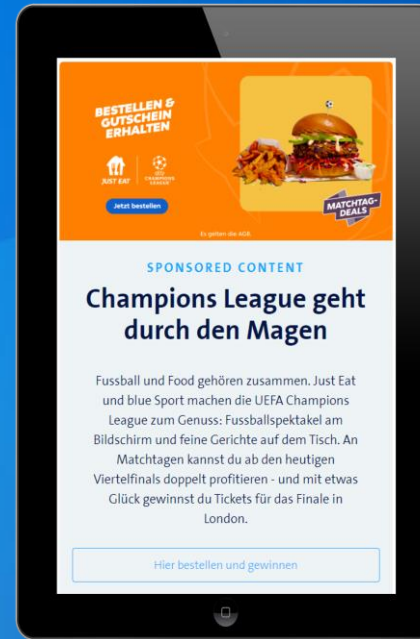 BESTELLEN &
GUTSCHEIN
ERHALTEN
JUST EAT
UEFA
CHAMPIONS
LEAGUE
Jetzt bestellen
MATCHTAG-
DEALS
Es gelten die AGB.
SPONSORED CONTENT
Champions League geht
durch den Magen
Fussball und Food gehören zusammen. Just Eat
und blue Sport machen die UEFA Champions
League zum Genuss: Fussballspektakel am
Bildschirm und feine Gerichte auf dem Tisch. An
Matchtagen kannst du ab den heutigen
Viertelfinals doppelt profitieren - und mit etwas
Glück gewinnst du Tickets für das Finale in
London.
Hier bestellen und gewinnen